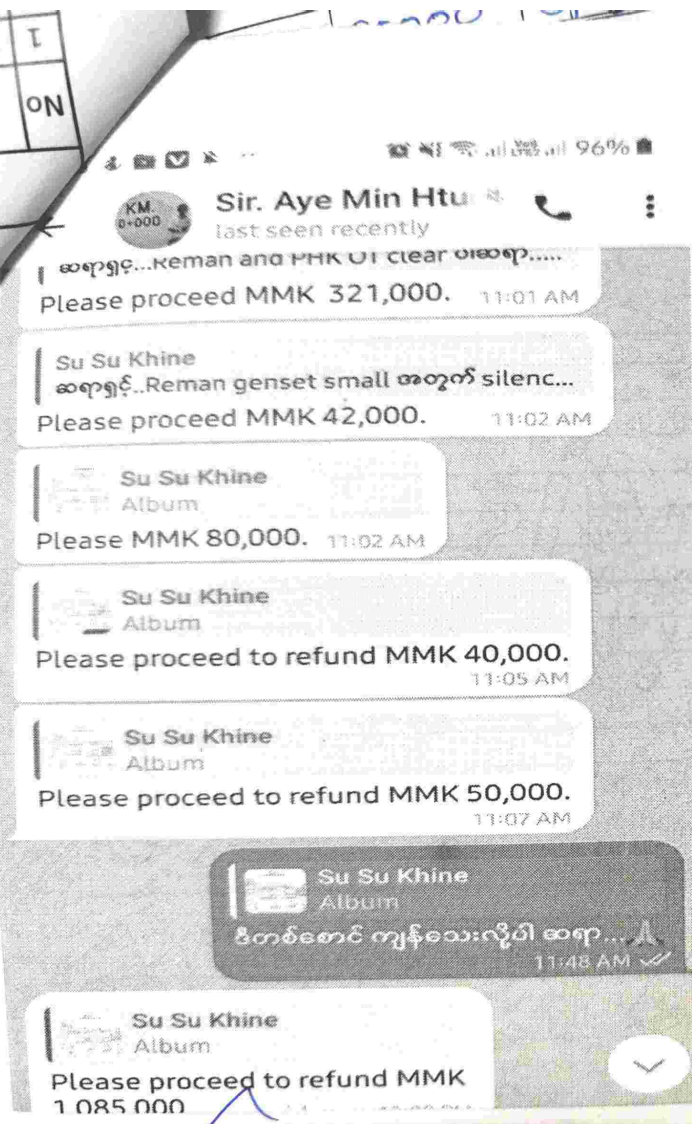 1
No
96%
KM.
0+000
Sir. Aye Min Htu
last seen recently
ဆရာရှင့်...Reman and PHK OT clear ပါဆရာ.....
Please proceed MMK 321,000. 11:01 AM
Su Su Khine
ဆရာရှင့်..Reman genset small အတွက် silenc...
Please proceed MMK 42,000. 11:02 AM
Su Su Khine
Album
Please MMK 80,000. 11:02 AM
Su Su Khine
Album
Please proceed to refund MMK 40,000.
11:05 AM
Su Su Khine
Album
Please proceed to refund MMK 50,000.
11:07 AM
Su Su Khine
Album
ဒီတစ်စောင် ကျန်သေးလို့ပါ ဆရာ...🙏
11:48 AM
Su Su Khine
Album
Please proceed to refund MMK
1,085,000